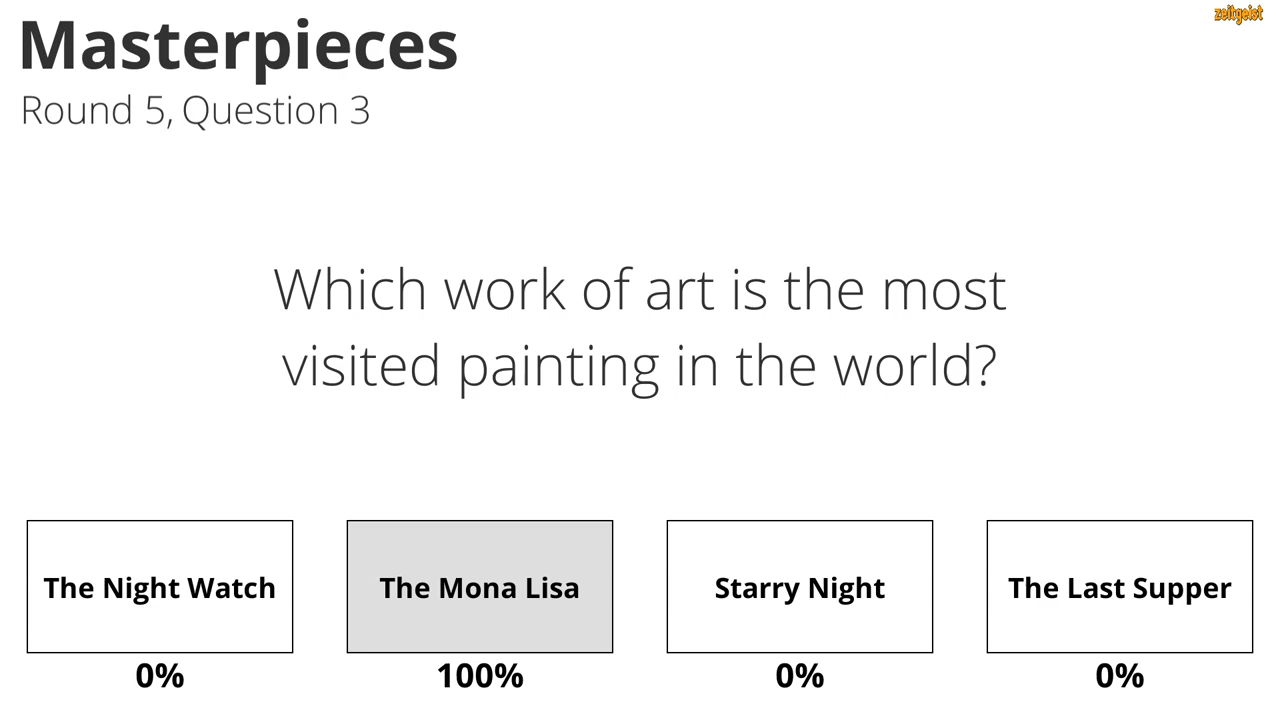 zeitgeist
Masterpieces
Round 5, Question 3
Which work of art is the most
visited painting in the world?
The Night Watch
The Mona Lisa
Starry Night
The Last Supper
0%
100%
0%
0%